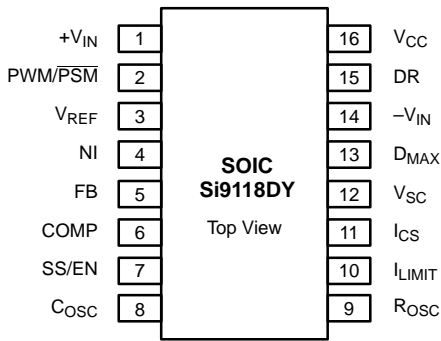 +VIN 1 16 VCC
PWM/PSM 2 15 DR
VREF 3 14 –VIN
NI 4 13 DMAX
SOIC
FB 5 Si9118DY 12 VSC
COMP 6 Top View 11 ICS
SS/EN 7 10 ILIMIT
COSC 8 9 ROSC